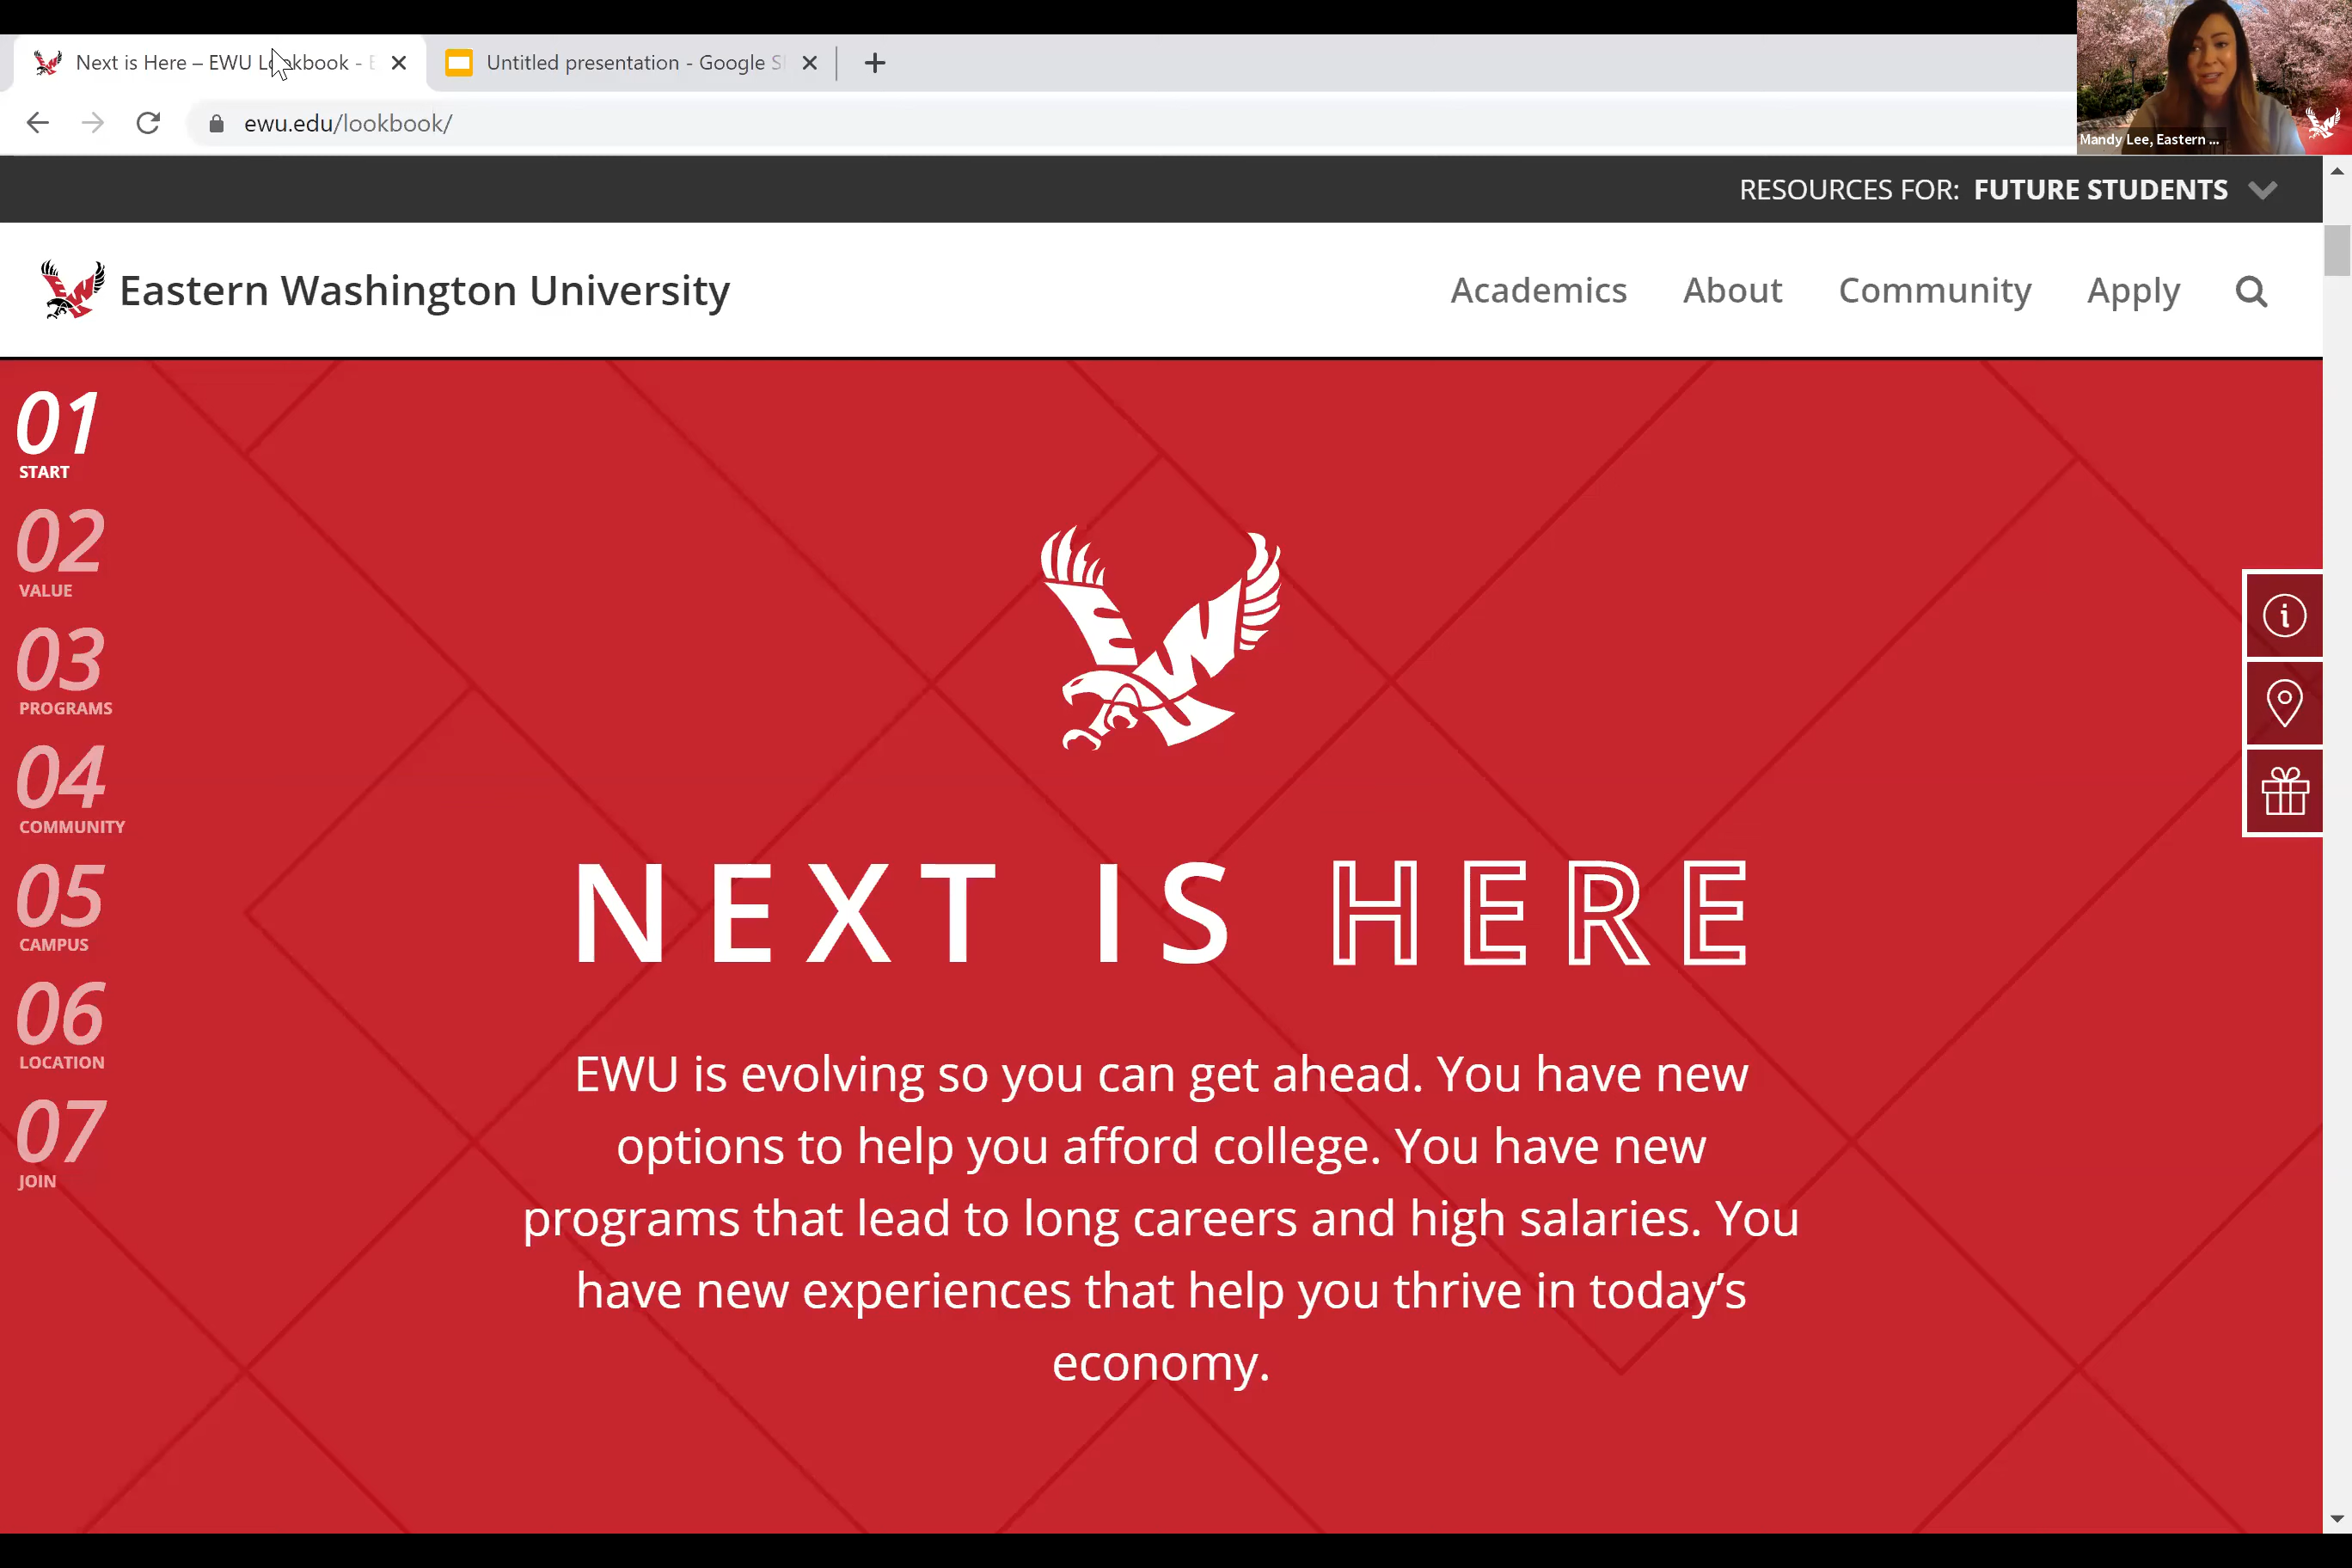 Next is Here – EWU Lookbook - E
Untitled presentation - Google Sl
ewu.edu/lookbook/
Mandy Lee, Eastern ...
RESOURCES FOR: FUTURE STUDENTS
Eastern Washington University
Academics About Community Apply
01
START
02
VALUE
03
PROGRAMS
04
COMMUNITY
05
CAMPUS
06
LOCATION
07
JOIN
NEXT IS HERE
EWU is evolving so you can get ahead. You have new
options to help you afford college. You have new
programs that lead to long careers and high salaries. You
have new experiences that help you thrive in today’s
economy.